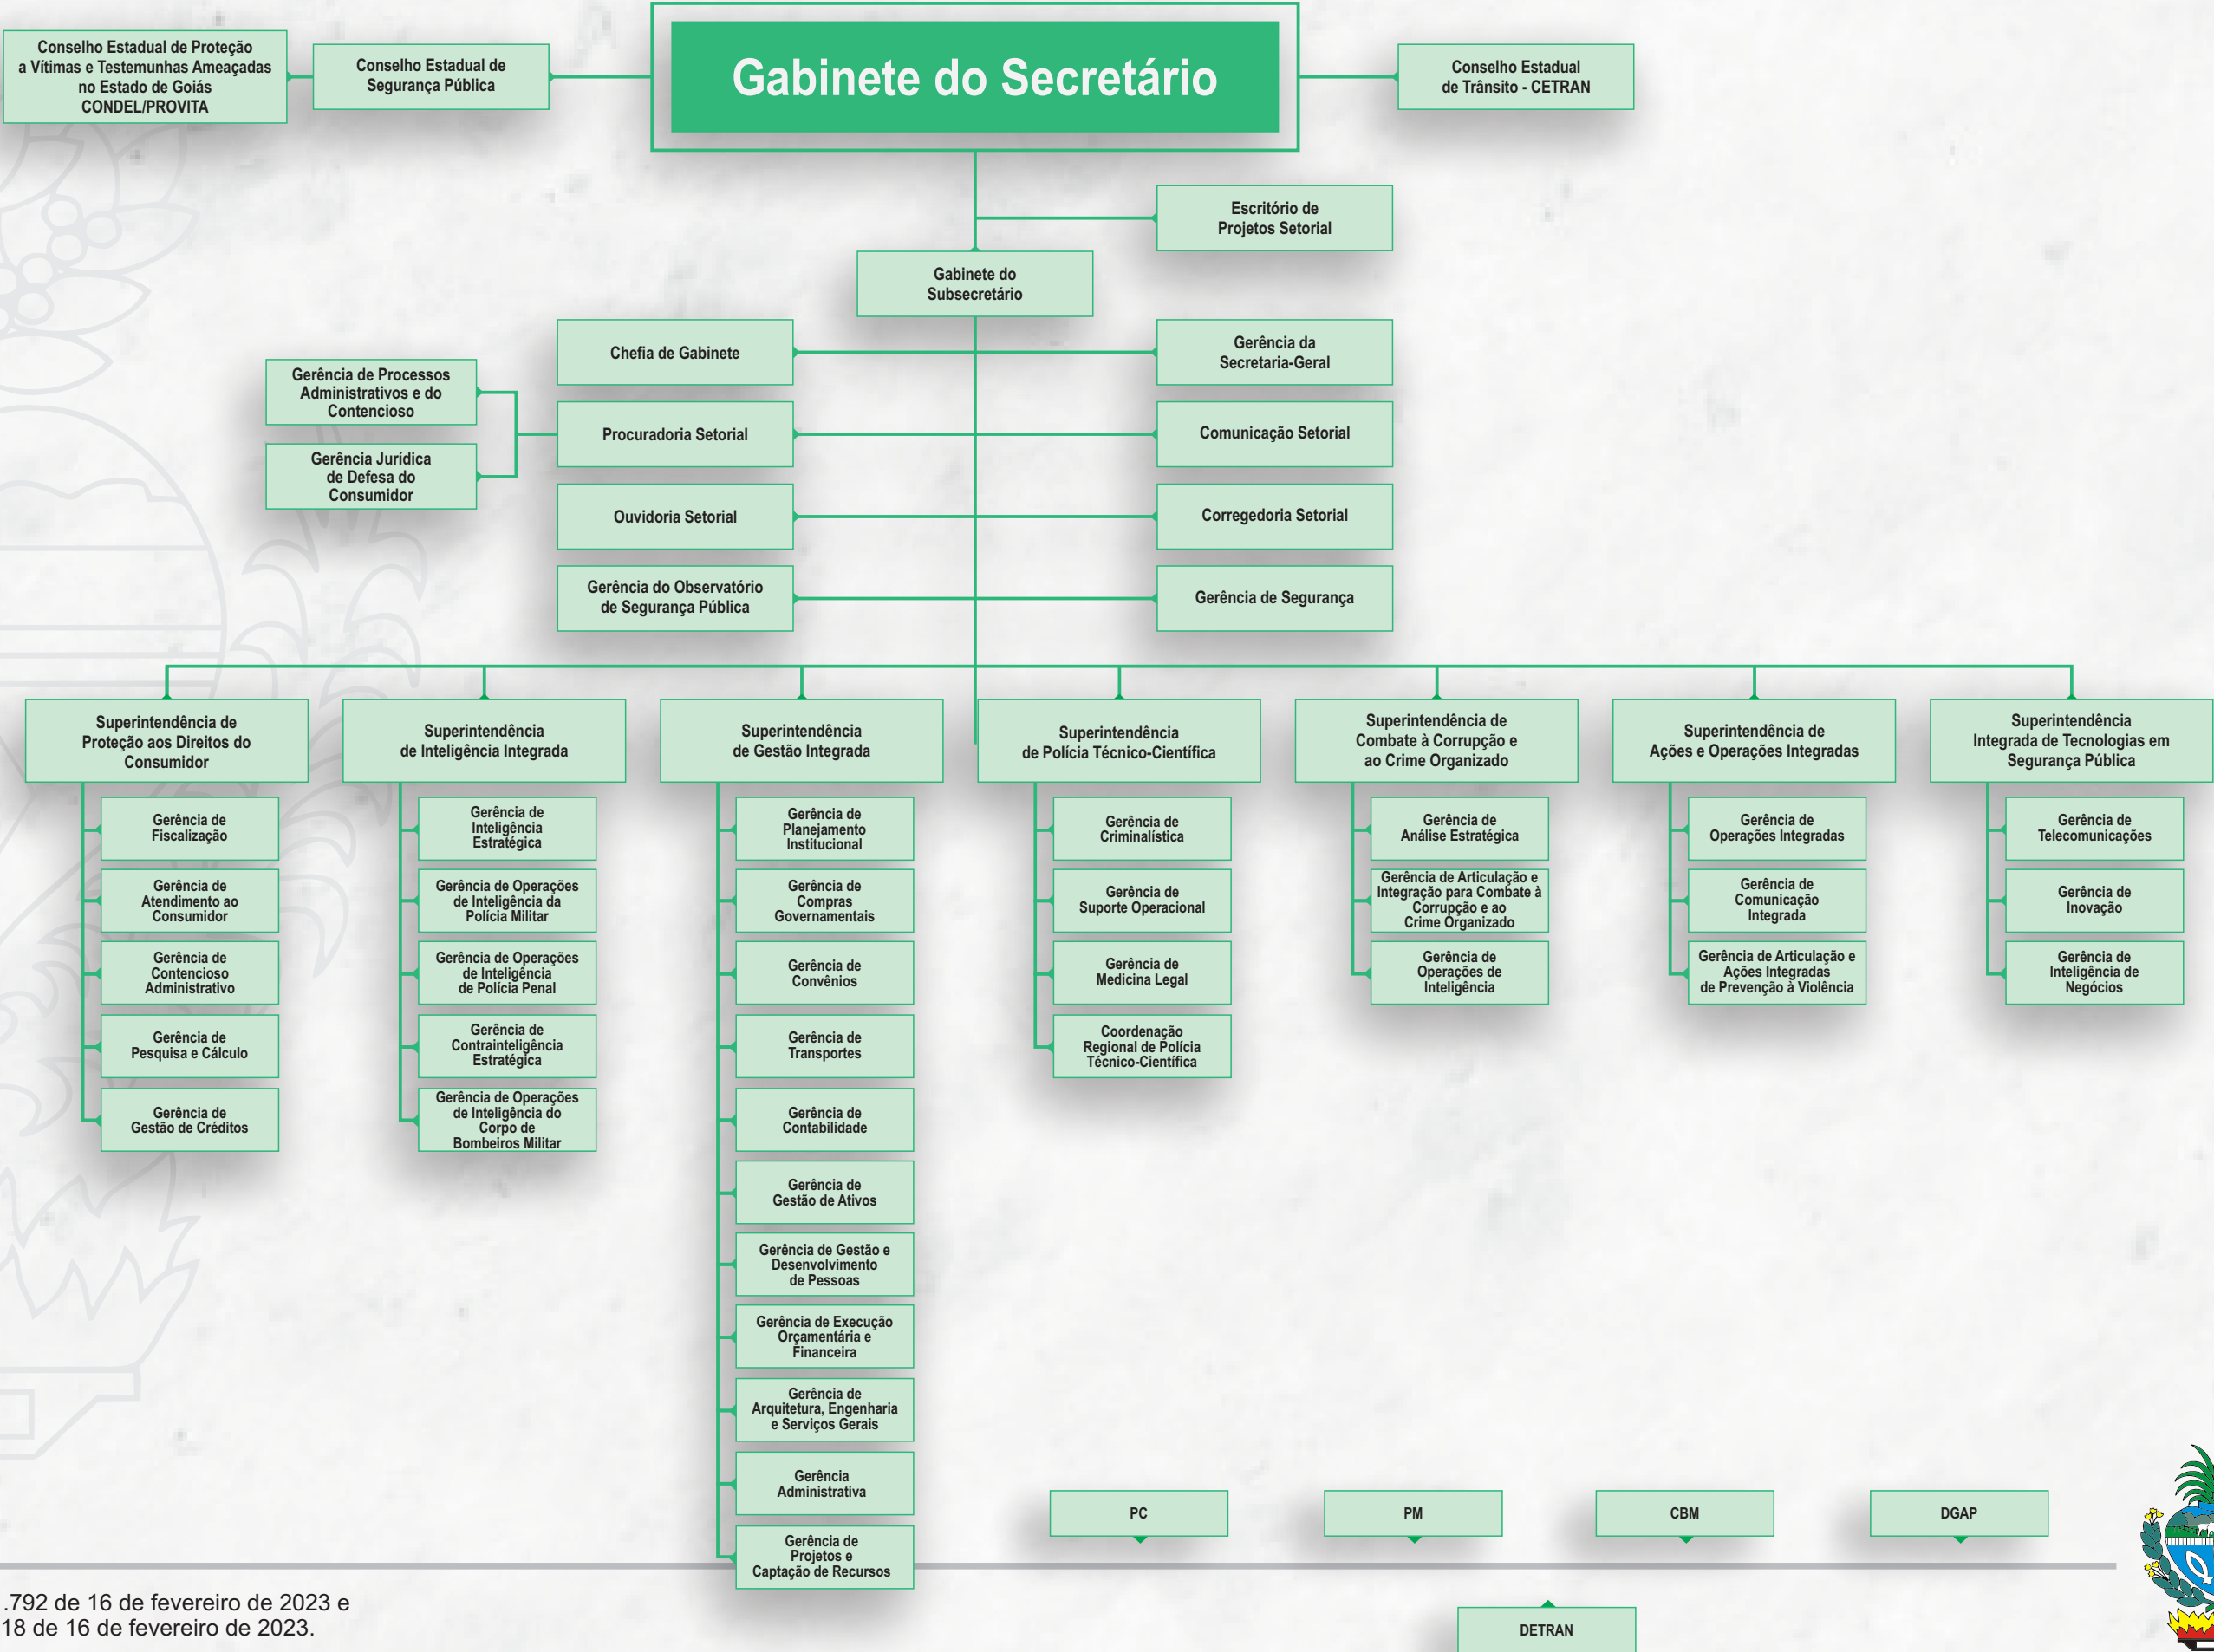 Conselho Estadual de Proteção
a Vítimas e Testemunhas Ameaçadas
no Estado de Goiás
CONDEL/PROVITA
Conselho Estadual de
Segurança Pública
Gabinete do Secretário
Conselho Estadual
de Trânsito - CETRAN
Escritório de
Projetos Setorial
Gabinete do
Subsecretário
Chefia de Gabinete
Gerência da
Secretaria-Geral
Gerência de Processos
Administrativos e do
Contencioso
Procuradoria Setorial
Comunicação Setorial
Gerência Jurídica
de Defesa do
Consumidor
Ouvidoria Setorial
Corregedoria Setorial
Gerência do Observatório
de Segurança Pública
Gerência de Segurança
Superintendência de
Proteção aos Direitos do
Consumidor
Gerência de
Fiscalização
Gerência de
Atendimento ao
Consumidor
Gerência de
Contencioso
Administrativo
Gerência de
Pesquisa e Cálculo
Gerência de
Gestão de Créditos
Superintendência
de Inteligência Integrada
Gerência de
Inteligência
Estratégica
Gerência de Operações
de Inteligência da
Polícia Militar
Gerência de Operações
de Inteligência
de Polícia Penal
Gerência de
Contrainteligência
Estratégica
Gerência de Operações
de Inteligência do
Corpo de
Bombeiros Militar
Superintendência
de Gestão Integrada
Gerência de
Planejamento
Institucional
Gerência de
Compras
Governamentais
Gerência de
Convênios
Gerência de
Transportes
Gerência de
Contabilidade
Gerência de
Gestão de Ativos
Gerência de Gestão e
Desenvolvimento
de Pessoas
Gerência de Execução
Orçamentária e
Financeira
Gerência de
Arquitetura, Engenharia
e Serviços Gerais
Gerência
Administrativa
Gerência de
Projetos e
Captação de Recursos
Superintendência
de Polícia Técnico-Científica
Gerência de
Criminalística
Gerência de
Suporte Operacional
Gerência de
Medicina Legal
Coordenação
Regional de Polícia
Técnico-Científica
Superintendência de
Combate à Corrupção e
ao Crime Organizado
Gerência de
Análise Estratégica
Gerência de Articulação e
Integração para Combate à
Corrupção e ao
Crime Organizado
Gerência de
Operações de
Inteligência
Superintendência de
Ações e Operações Integradas
Gerência de
Operações Integradas
Gerência de
Comunicação
Integrada
Gerência de Articulação e
Ações Integradas
de Prevenção à Violência
Superintendência
Integrada de Tecnologias em
Segurança Pública
Gerência de
Telecomunicações
Gerência de
Inovação
Gerência de
Inteligência de
Negócios
PC
PM
CBM
DGAP
.792 de 16 de fevereiro de 2023 e
18 de 16 de fevereiro de 2023.
DETRAN